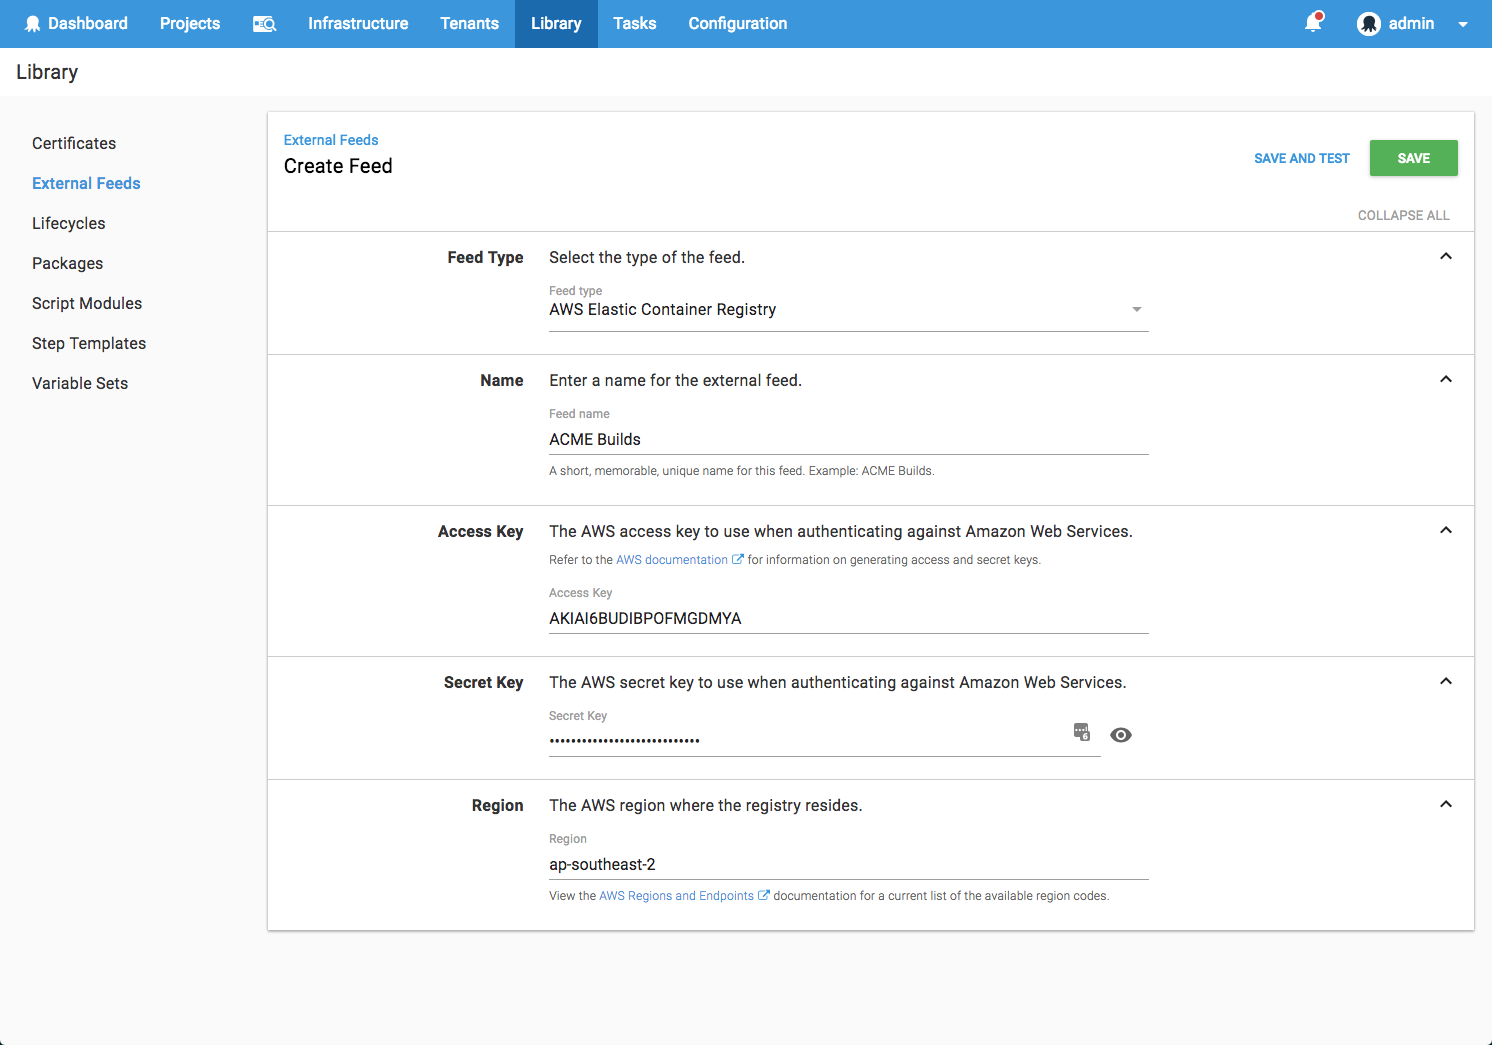 Dashboard Projects Infrastructure Tenants Library Tasks Configuration admin
Library
Certificates
External Feeds
Lifecycles
Packages
Script Modules
Step Templates
Variable Sets
External Feeds
Create Feed
SAVE AND TEST SAVE
COLLAPSE ALL
Feed Type Select the type of the feed.
Feed type
AWS Elastic Container Registry
Name Enter a name for the external feed.
Feed name
ACME Builds
A short, memorable, unique name for this feed. Example: ACME Builds.
Access Key The AWS access key to use when authenticating against Amazon Web Services.
Refer to the AWS documentation for information on generating access and secret keys.
Access Key
AKIAI6BUDIBPOFMGDMYA
Secret Key The AWS secret key to use when authenticating against Amazon Web Services.
Secret Key
••••••••••••••••••••••••••••
6
Region The AWS region where the registry resides.
Region
ap-southeast-2
View the AWS Regions and Endpoints documentation for a current list of the available region codes.